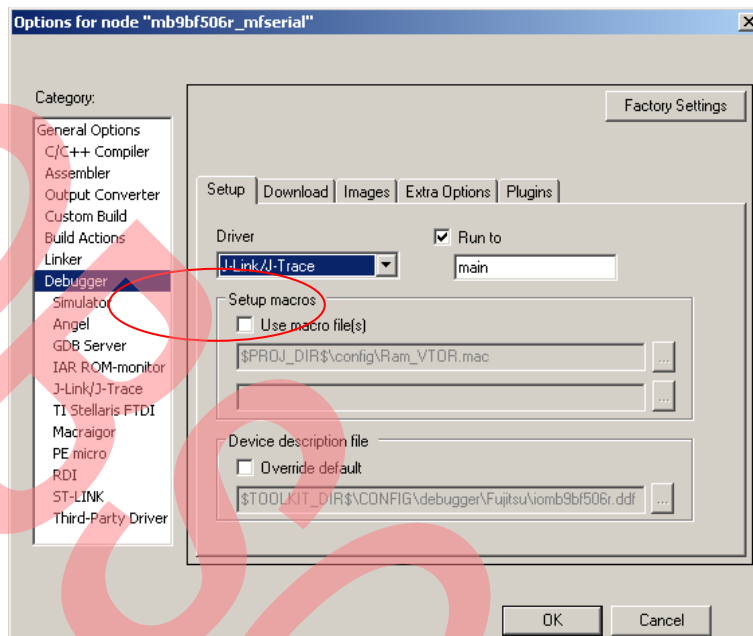 Options for node "mb9bf506r_mfserial"
Category:
Factory Settings
General Options
C/C++ Compiler
Assembler
Output Converter
Custom Build
Build Actions
Linker
Debugger
Simulator
Angel
GDB Server
IAR ROM-monitor
J-Link/J-Trace
TI Stellaris FTDI
Macraigor
PE micro
RDI
ST-LINK
Third-Party Driver
Setup Download Images Extra Options Plugins
Driver
Run to
J-Link/J-Trace
main
Setup macros
Use macro file(s)
$PROJ_DIR$\config\Ram_VTOR.mac
...
...
Device description file
Override default
$TOOLKIT_DIR$\CONFIG\debugger\Fujitsu\iomb9bf506r.ddf
...
OK Cancel